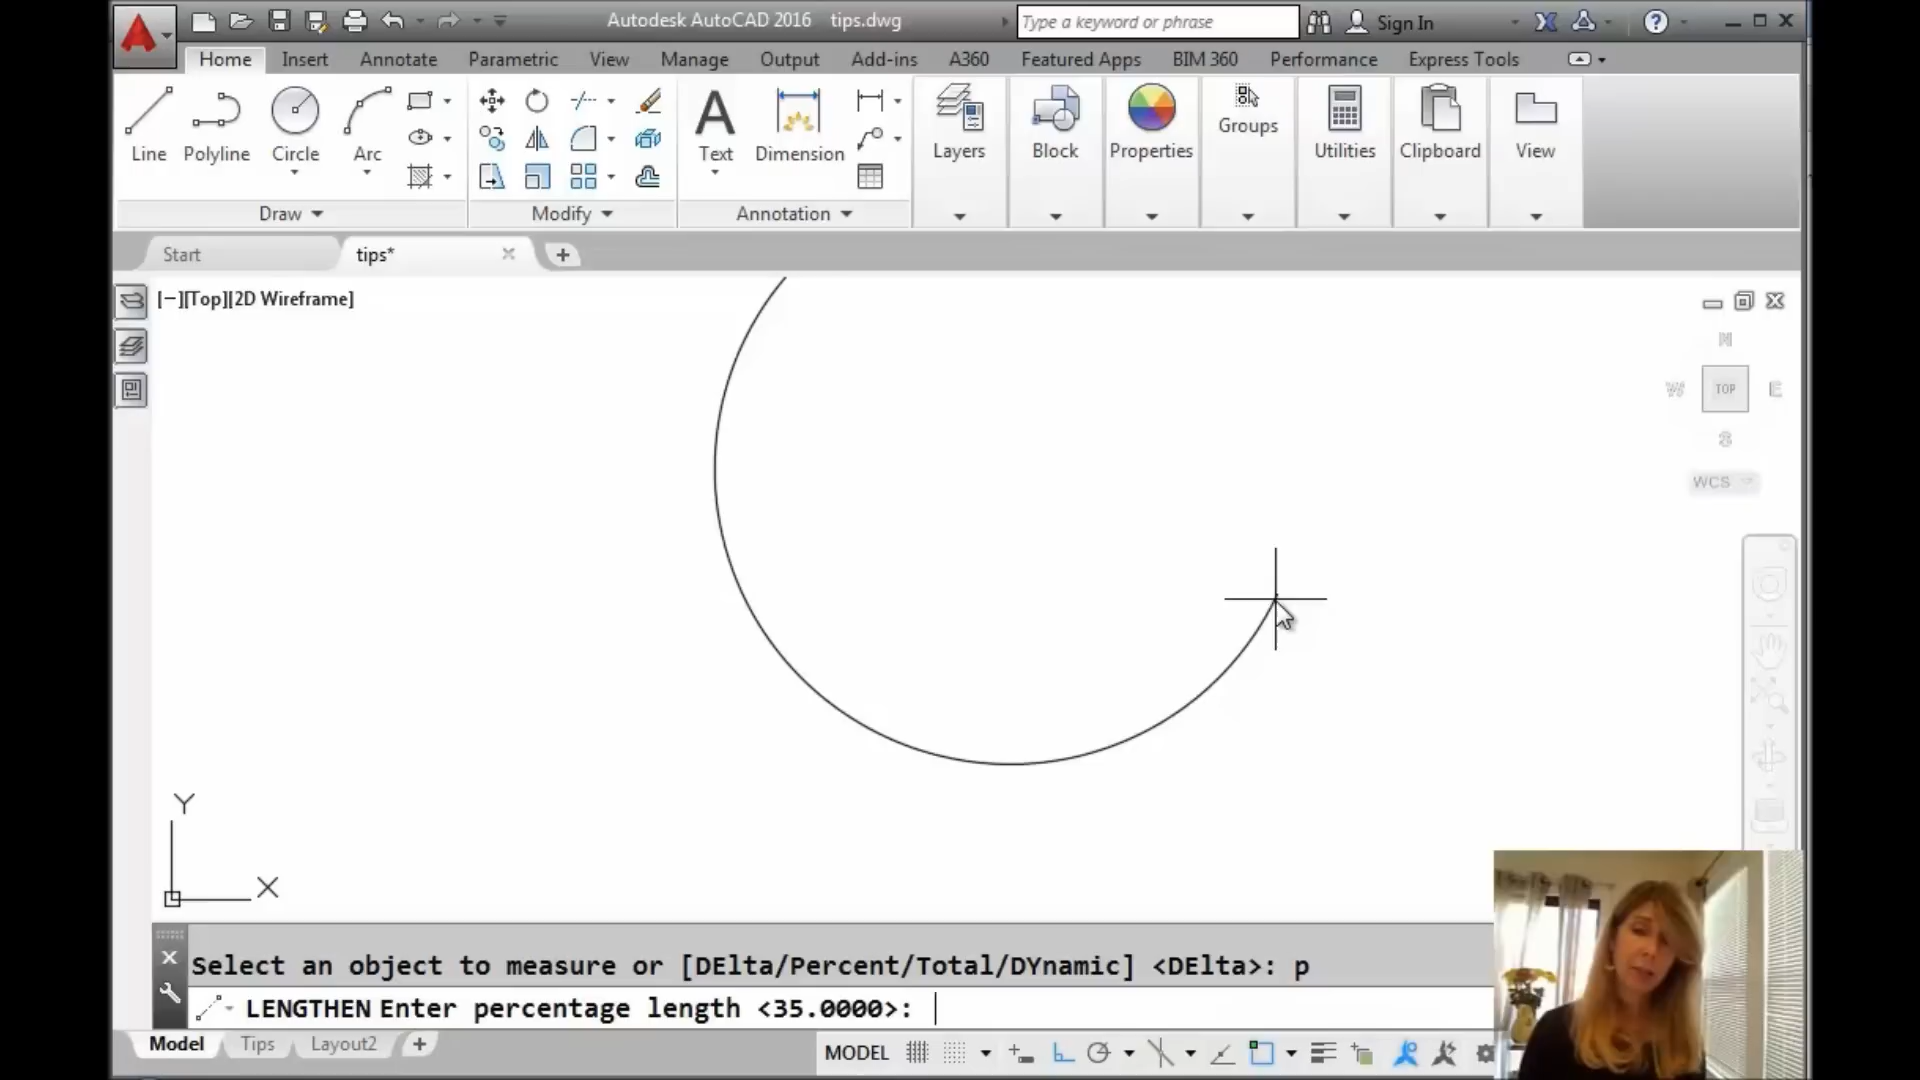 Autodesk AutoCAD 2016 tips.dwg
Type a keyword or phrase
Sign In
Home Insert Annotate Parametric View Manage Output Add-ins A360 Featured Apps BIM 360 Performance Express Tools
Line Polyline Circle Arc
Text Dimension
Layers Block Properties Groups Utilities Clipboard View
Draw Modify Annotation
Start tips*
[−][Top][2D Wireframe]
N
W TOP E
S
WCS
Y
X
Select an object to measure or [DElta/Percent/Total/DYnamic] <DElta>: p
LENGTHEN Enter percentage length <35.0000>:
Model Tips Layout2
MODEL